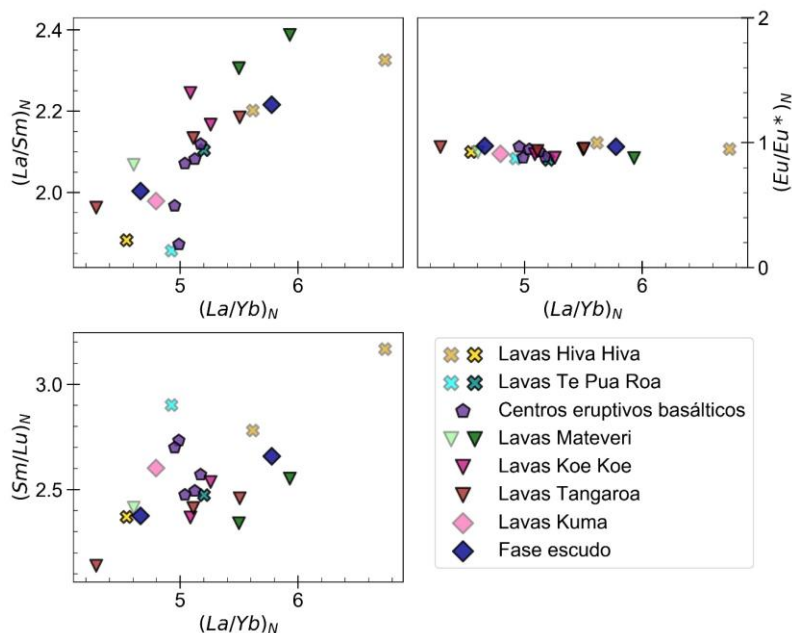 2.4
2.2
2.0
(La/Sm)N
5
6
(La/Yb)N
2
1
0
(Eu/Eu*)N
5
6
(La/Yb)N
3.0
2.5
(Sm/Lu)N
5
6
(La/Yb)N
Lavas Hiva Hiva
Lavas Te Pua Roa
Centros eruptivos basálticos
Lavas Mateveri
Lavas Koe Koe
Lavas Tangaroa
Lavas Kuma
Fase escudo